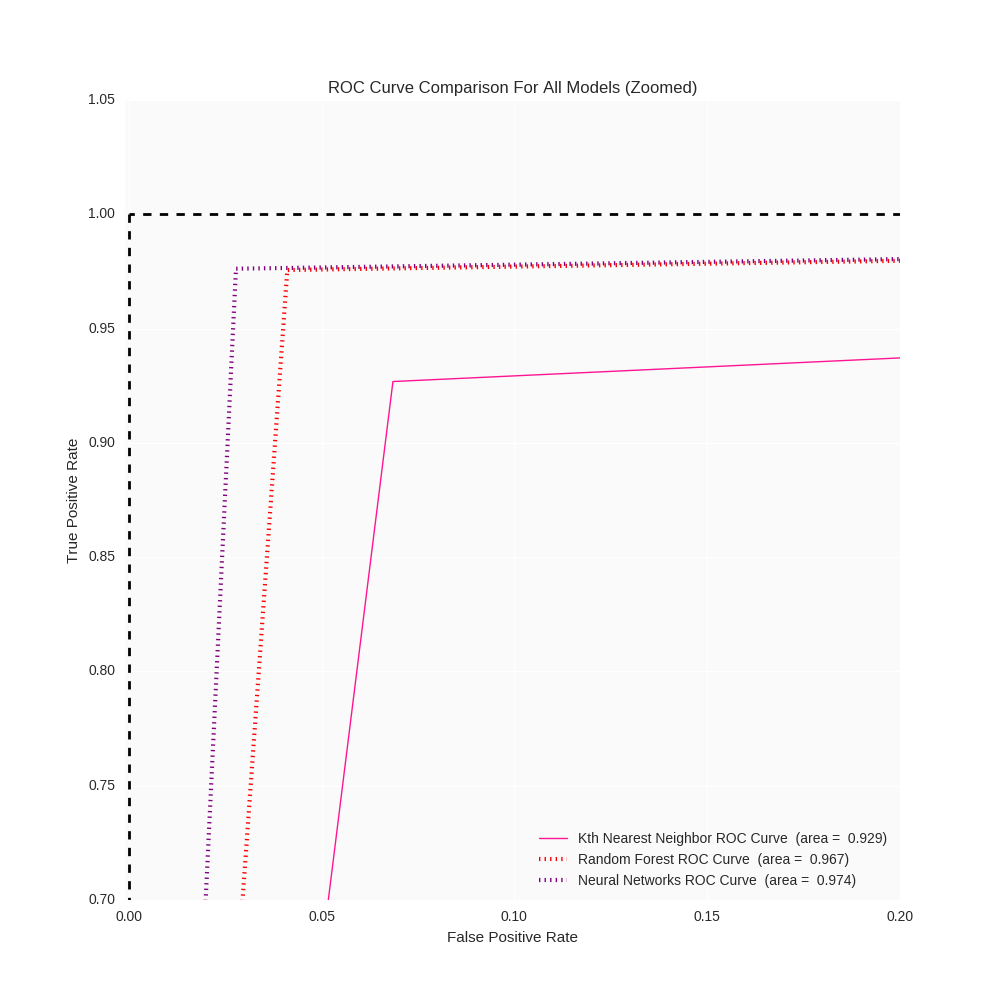 ROC Curve Comparison For All Models (Zoomed)
1.05
1.00
0.95
0.90
0.85
0.80
0.75
0.70
True Positive Rate
Kth Nearest Neighbor ROC Curve  (area =  0.929)
Random Forest ROC Curve  (area =  0.967)
Neural Networks ROC Curve  (area =  0.974)
0.00 0.05 0.10 0.15 0.20
False Positive Rate